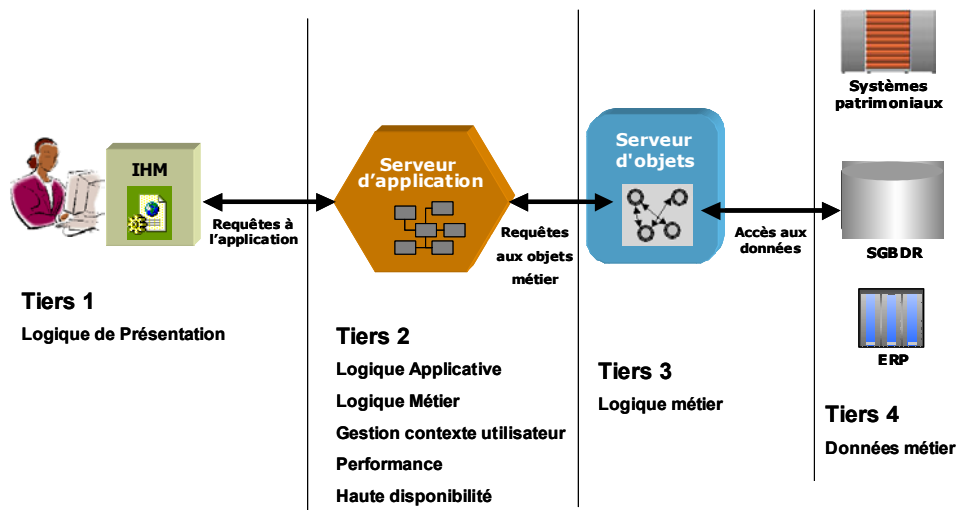 IHM
Requêtes à
l'application
Tiers 1
Logique de Présentation
Serveur
d'application
Requêtes
aux objets
métier
Tiers 2
Logique Applicative
Logique Métier
Gestion contexte utilisateur
Performance
Haute disponibilité
Serveur
d'objets
Accès aux
données
Tiers 3
Logique métier
Systèmes
patrimoniaux
SGBDR
ERP
Tiers 4
Données métier